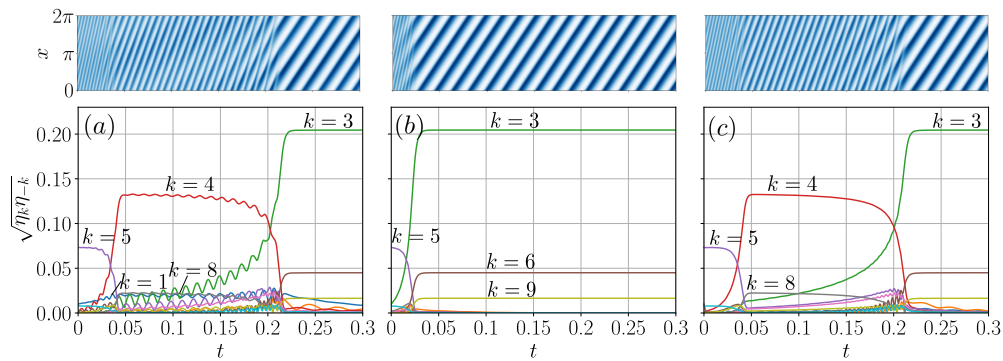 2π
π
0
x
(a)
k = 3
k = 4
k = 5
k = 8
k = 1
0.20
0.15
0.10
0.05
0.00
√η_kη_{−k}
0 0.05 0.1 0.15 0.2 0.25 0.3
t
(b)
k = 3
k = 5
k = 6
k = 9
0 0.05 0.1 0.15 0.2 0.25 0.3
t
(c)
k = 3
k = 4
k = 5
k = 8
0 0.05 0.1 0.15 0.2 0.25 0.3
t